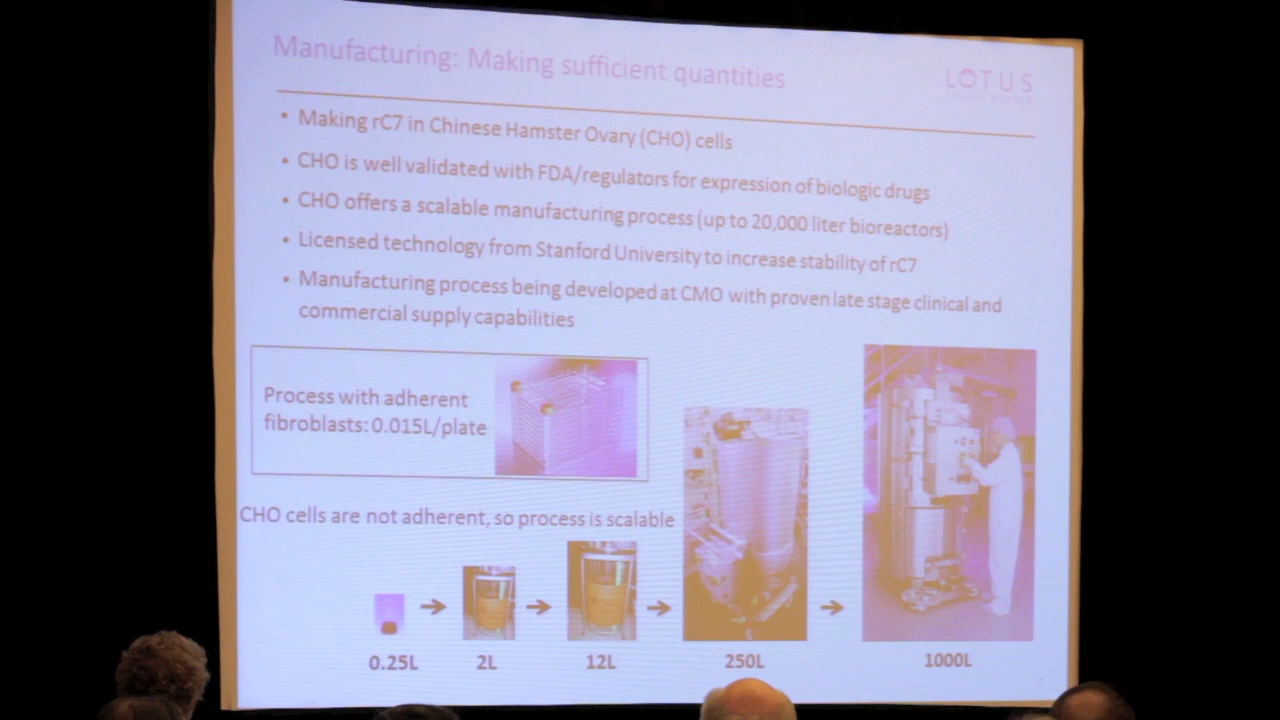 Manufacturing: Making sufficient quantities
LOTUS
• Making rC7 in Chinese Hamster Ovary (CHO) cells
• CHO is well validated with FDA/regulators for expression of biologic drugs
• CHO offers a scalable manufacturing process (up to 20,000 liter bioreactors)
• Licensed technology from Stanford University to increase stability of rC7
• Manufacturing process being developed at CMO with proven late stage clinical and
commercial supply capabilities
Process with adherent
fibroblasts: 0.015L/plate
CHO cells are not adherent, so process is scalable
0.25L
2L
12L
250L
1000L